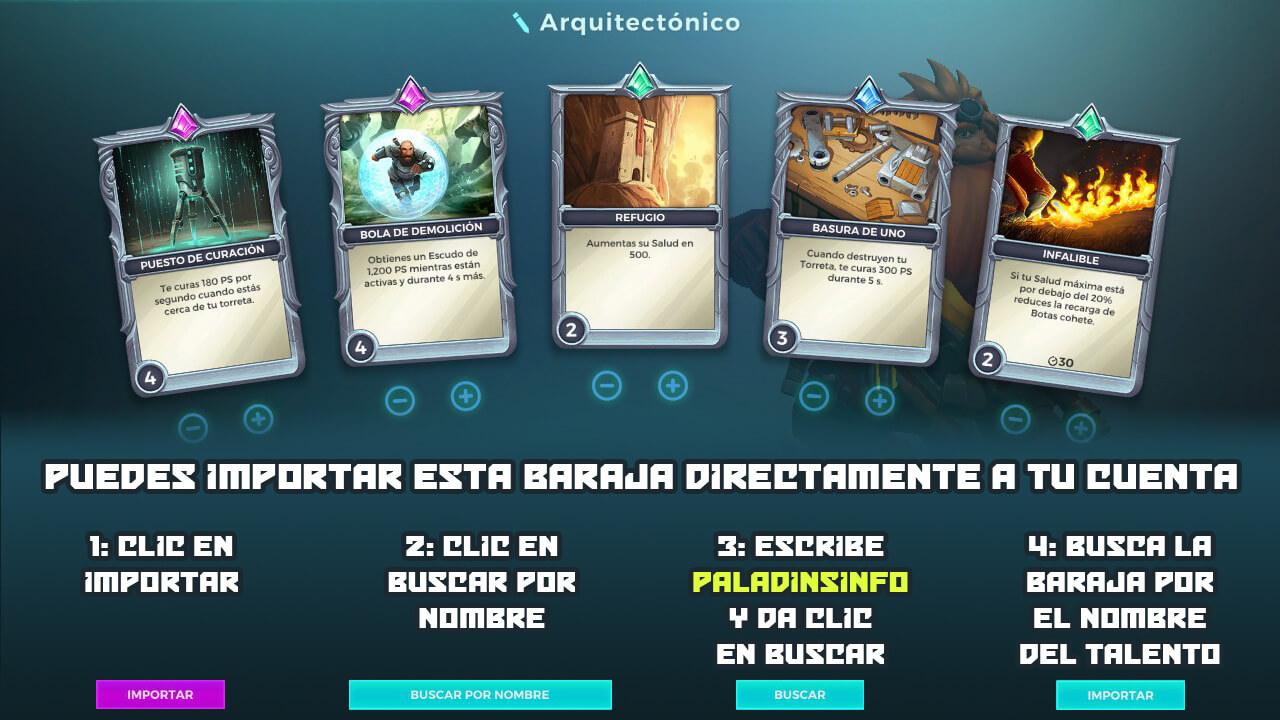 Arquitectónico
PUESTO DE CURACIÓN
Te curas 180 PS por
segundo cuando estás
cerca de tu torreta.
4
BOLA DE DEMOLICIÓN
Obtienes un Escudo de
1,200 PS mientras están
activas y durante 4 s más.
4
REFUGIO
Aumentas su Salud en
500.
2
BASURA DE UNO
Cuando destruyen tu
Torreta, te curas 300 PS
durante 5 s.
3
INFALIBLE
Si tu Salud máxima está
por debajo del 20%
reduces la recarga de
Botas cohete.
30
2
PUEDES IMPORTAR ESTA BARAJA DIRECTAMENTE A TU CUENTA
1: CLIC EN
IMPORTAR
IMPORTAR
2: CLIC EN
BUSCAR POR
NOMBRE
BUSCAR POR NOMBRE
3: ESCRIBE
PALADINSINFO
Y DA CLIC
EN BUSCAR
BUSCAR
4: BUSCA LA
BARAJA POR
EL NOMBRE
DEL TALENTO
IMPORTAR